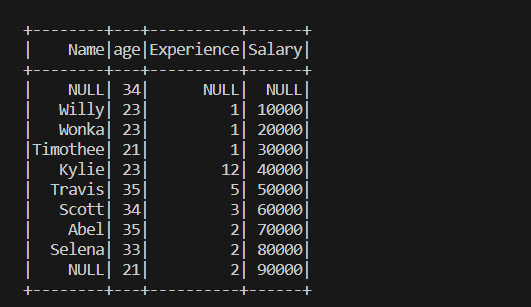 +--------+---+----------+------+
|    Name|age|Experience|Salary|
+--------+---+----------+------+
|    NULL| 34|      NULL|  NULL|
|   Willy| 23|         1| 10000|
|   Wonka| 23|         1| 20000|
|Timothee| 21|         1| 30000|
|   Kylie| 23|        12| 40000|
|  Travis| 35|         5| 50000|
|   Scott| 34|         3| 60000|
|    Abel| 35|         2| 70000|
|  Selena| 33|         2| 80000|
|    NULL| 21|         2| 90000|
+--------+---+----------+------+